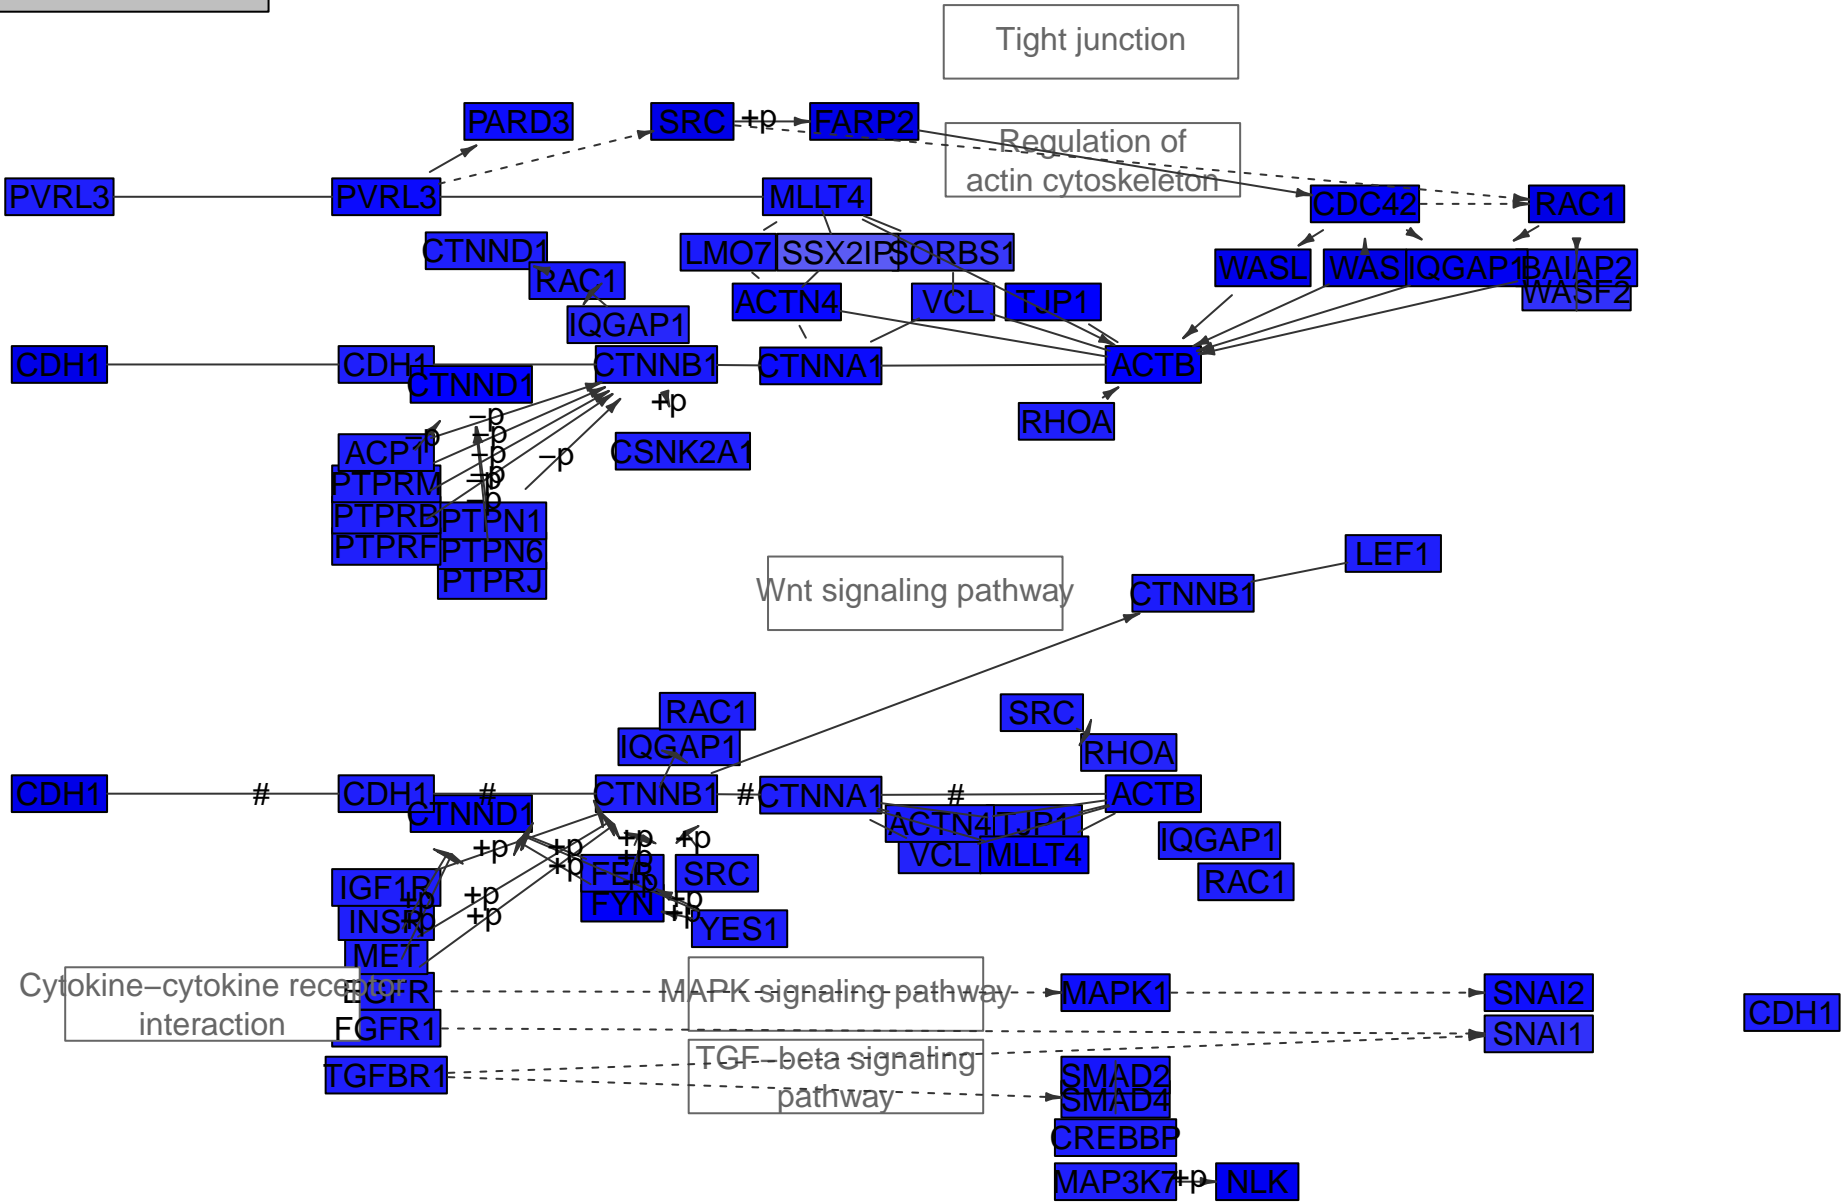 Tight junction
PARD3
SRC
+p
FARP2
Regulation of
actin cytoskeleton
PVRL3
PVRL3
MLLT4
CDC42
RAC1
CTNND1
LMO7
SSX2IP
SORBS1
WASL
WAS
IQGAP1
BAIAP2
WASF2
RAC1
ACTN4
VCL
TJP1
IQGAP1
CDH1
CDH1
CTNNB1
CTNNA1
ACTB
CTNND1
+p
RHOA
−p
−p
−p
−p
−p
−p
−p
−p
ACP1
CSNK2A1
PTPRM
PTPRB
PTPN1
PTPRF
PTPN6
PTPRJ
LEF1
Wnt signaling pathway
CTNNB1
RAC1
SRC
IQGAP1
RHOA
CDH1
#
CDH1
#
CTNNB1
#
CTNNA1
#
ACTB
CTNND1
ACTN4
TJP1
IQGAP1
+p
+p
+p
+p
+p
+p
VCL
MLLT4
+p
FER
SRC
RAC1
IGF1R
+p
+p
FYN
+p
+p
INSR
+p
+p
+p
YES1
MET
Cytokine−cytokine receptor
interaction
EGFR
MAPK signaling pathway
MAPK1
SNAI2
CDH1
FGFR1
SNAI1
TGF−beta signaling
pathway
TGFBR1
SMAD2
SMAD4
CREBBP
MAP3K7
+p
NLK